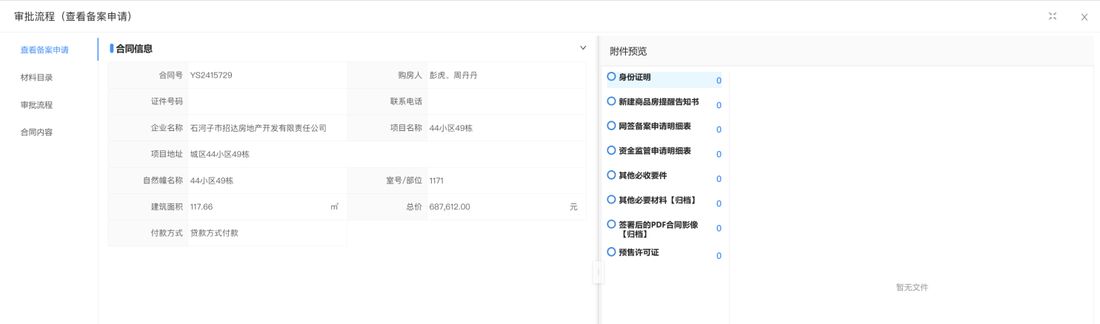 审批流程（查看备案申请）
查看备案申请
材料目录
审批流程
合同内容
合同信息
合同号 YS2415729 购房人 彭虎、周丹丹
证件号码 联系电话
企业名称 石河子市招达房地产开发有限责任公司 项目名称 44小区49栋
项目地址 城区44小区49栋
自然幢名称 44小区49栋 室号/部位 1171
建筑面积 117.66 ㎡ 总价 687,612.00 元
付款方式 贷款方式付款
附件预览
身份证明 0
新建商品房提醒告知书 0
网签备案申请明细表 0
资金监管申请明细表 0
其他必收要件 0
其他必要材料【归档】 0
签署后的PDF合同影像
【归档】 0
预售许可证 0
暂无文件